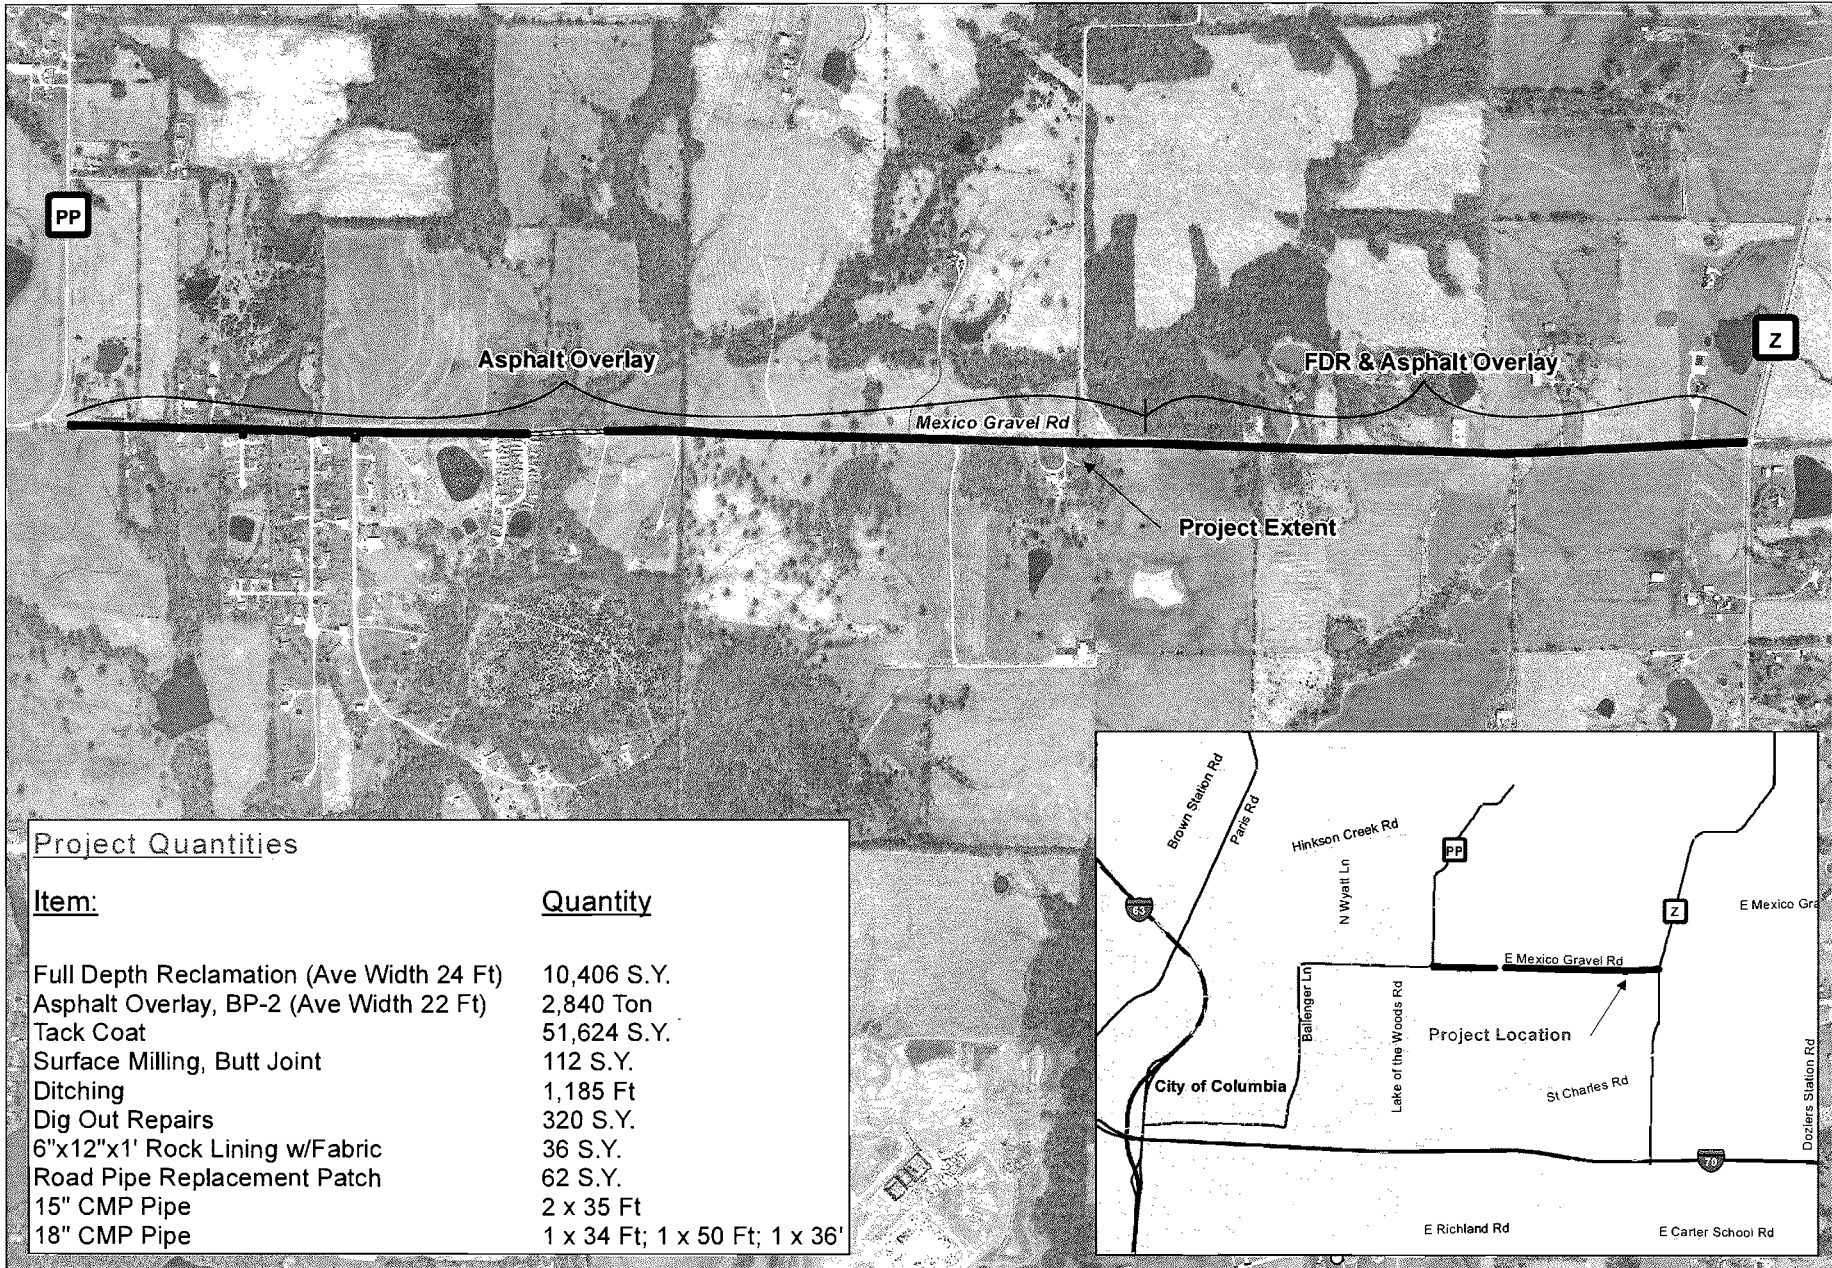 PP
Z
Asphalt Overlay
FDR & Asphalt Overlay
Mexico Gravel Rd
Project Extent
Project Quantities
Item: Quantity
Full Depth Reclamation (Ave Width 24 Ft) 10,406 S.Y.
Asphalt Overlay, BP-2 (Ave Width 22 Ft) 2,840 Ton
Tack Coat 51,624 S.Y.
Surface Milling, Butt Joint 112 S.Y.
Ditching 1,185 Ft
Dig Out Repairs 320 S.Y.
6"x12"x1' Rock Lining w/Fabric 36 S.Y.
Road Pipe Replacement Patch 62 S.Y.
15" CMP Pipe 2 x 35 Ft
18" CMP Pipe 1 x 34 Ft; 1 x 50 Ft; 1 x 36'
Brown Station Rd
Paris Rd
Hinkson Creek Rd
PP
N Wyatt Ln
63
Z
E Mexico Gra
E Mexico Gravel Rd
Ballenger Ln
Lake of the Woods Rd
Project Location
City of Columbia
St Charles Rd
Dozlers Station Rd
70
E Richland Rd
E Carter School Rd